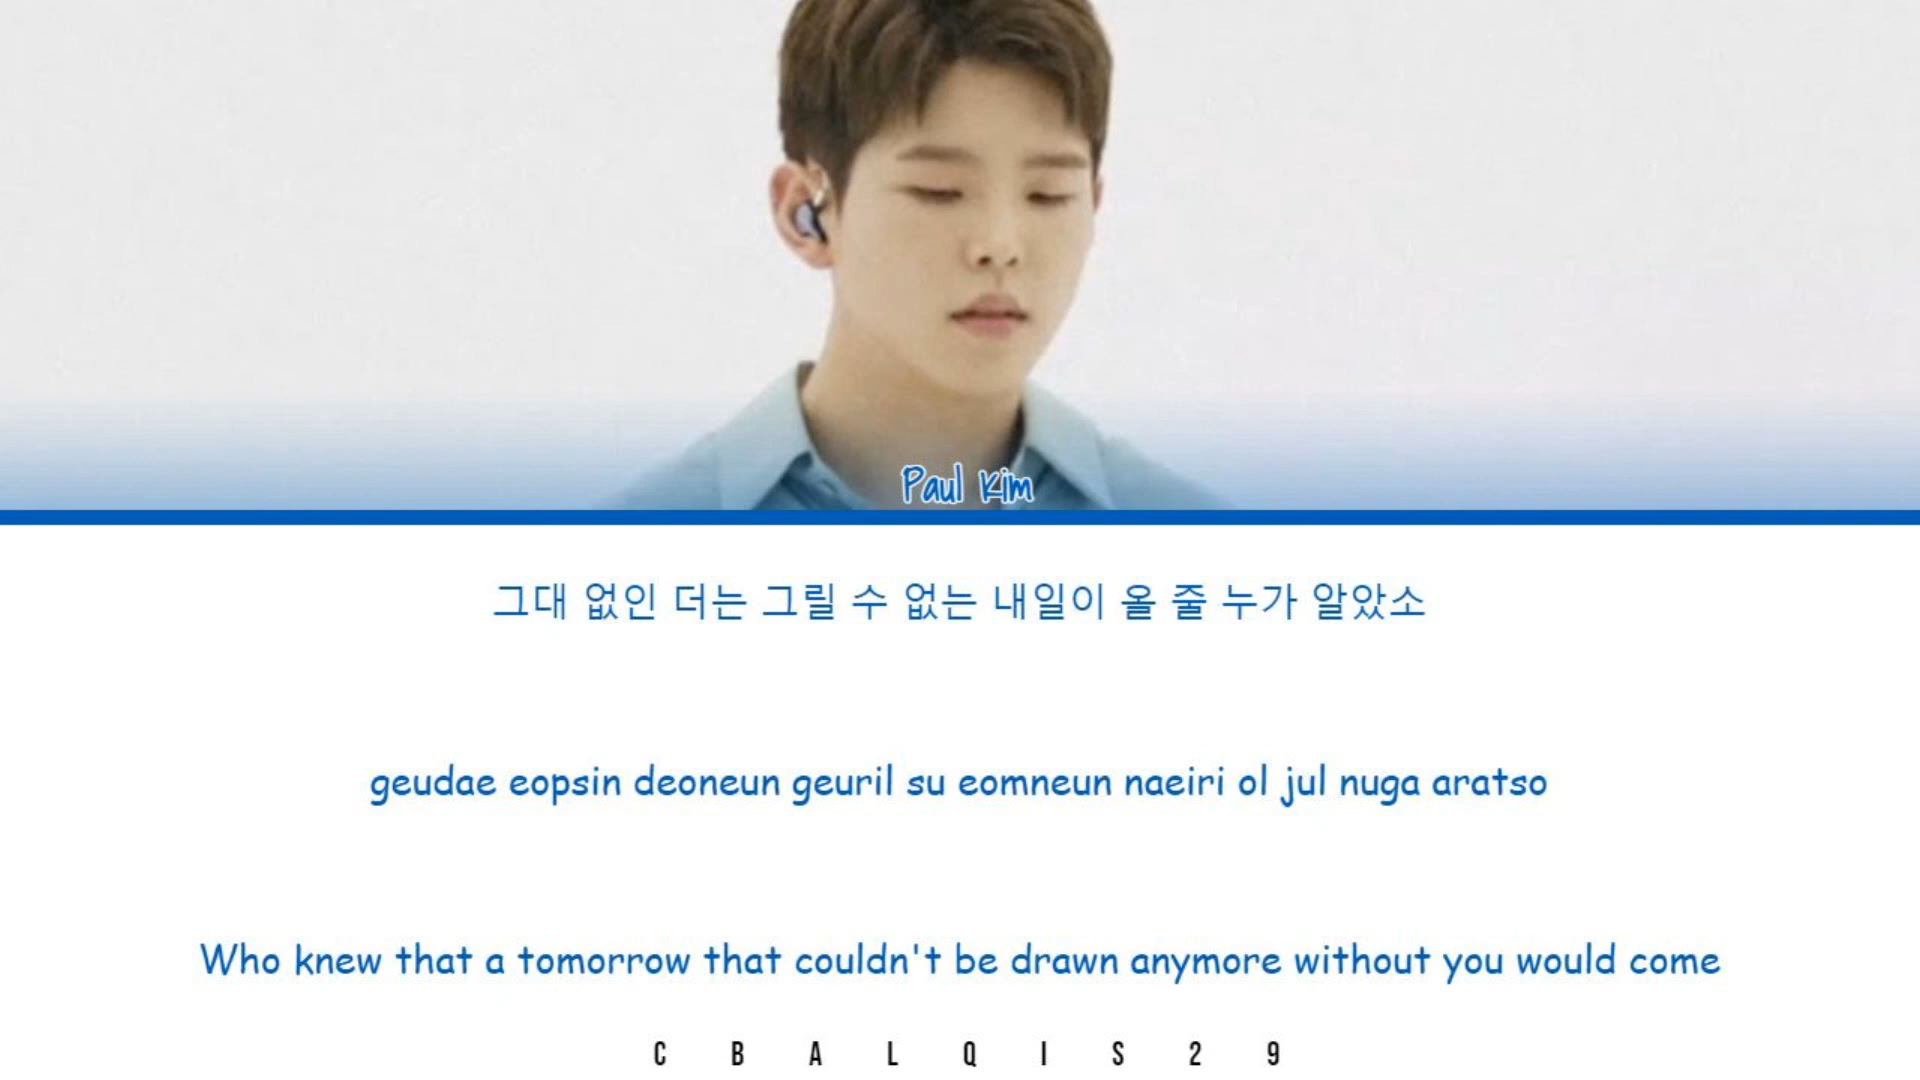 Paul Kim
그대 없인 더는 그릴 수 없는 내일이 올 줄 누가 알았소
geudae eopsin deoneun geuril su eomneun naeiri ol jul nuga aratso
Who knew that a tomorrow that couldn't be drawn anymore without you would come
CBALQIS29